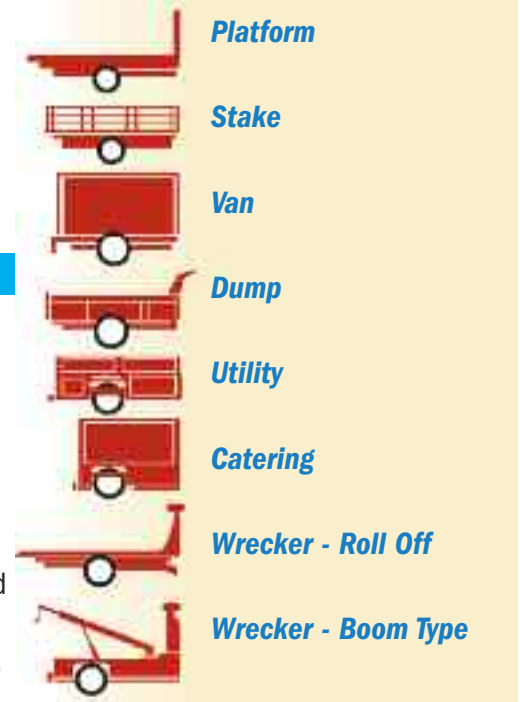 Platform
Stake
Van
Dump
Utility
Catering
Wrecker - Roll Off
d
Wrecker - Boom Type